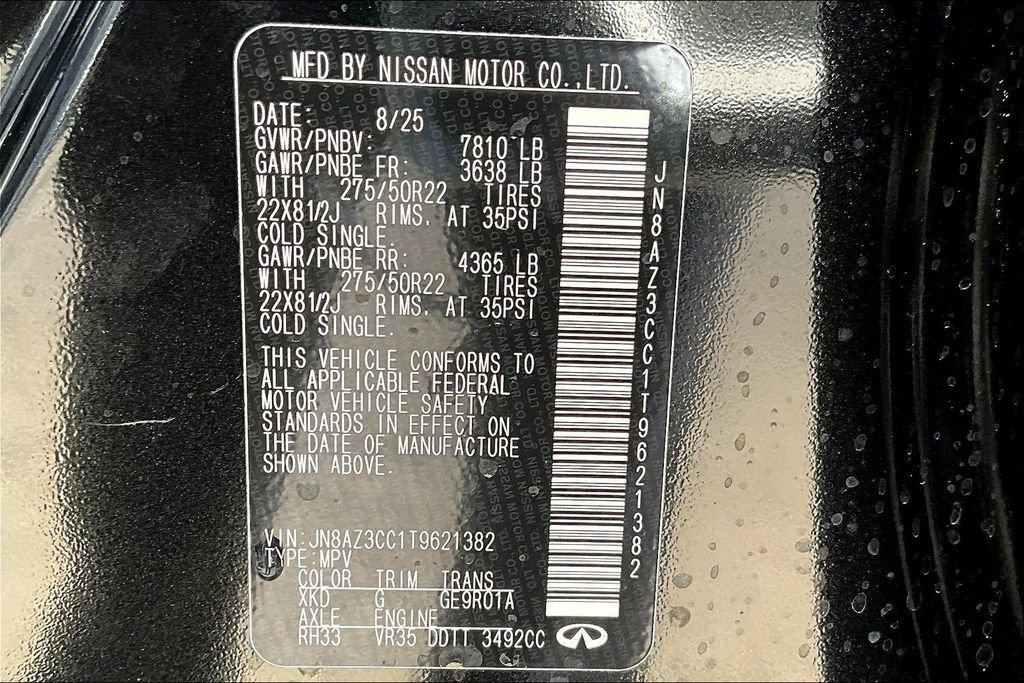 MFD BY NISSAN MOTOR CO.,LTD.
DATE: 8/25
GVWR/PNBV: 7810 LB
GAWR/PNBE FR: 3638 LB
WITH 275/50R22 TIRES
22X81/2J RIMS, AT 35PSI
COLD SINGLE.
GAWR/PNBE RR: 4365 LB
WITH 275/50R22 TIRES
22X81/2J RIMS, AT 35PSI
COLD SINGLE.
THIS VEHICLE CONFORMS TO
ALL APPLICABLE FEDERAL
MOTOR VEHICLE SAFETY
STANDARDS IN EFFECT ON
THE DATE OF MANUFACTURE
SHOWN ABOVE.
VIN:JN8AZ3CC1T9621382
TYPE:MPV
COLOR TRIM TRANS
XKD G GE9R01A
AXLE ENGINE
RH33 VR35 DDTT 3492CC
JN8AZ3CC1T9621382